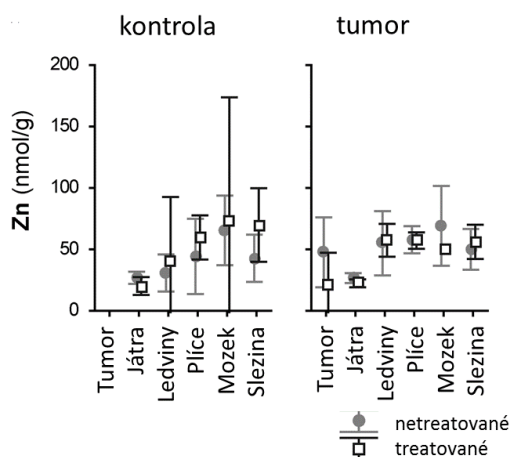 kontrola
tumor
Zn (nmol/g)
200
150
100
50
0
Tumor
Játra
Ledviny
Plíce
Mozek
Slezina
Tumor
Játra
Ledviny
Plíce
Mozek
Slezina
netreatované
treatované